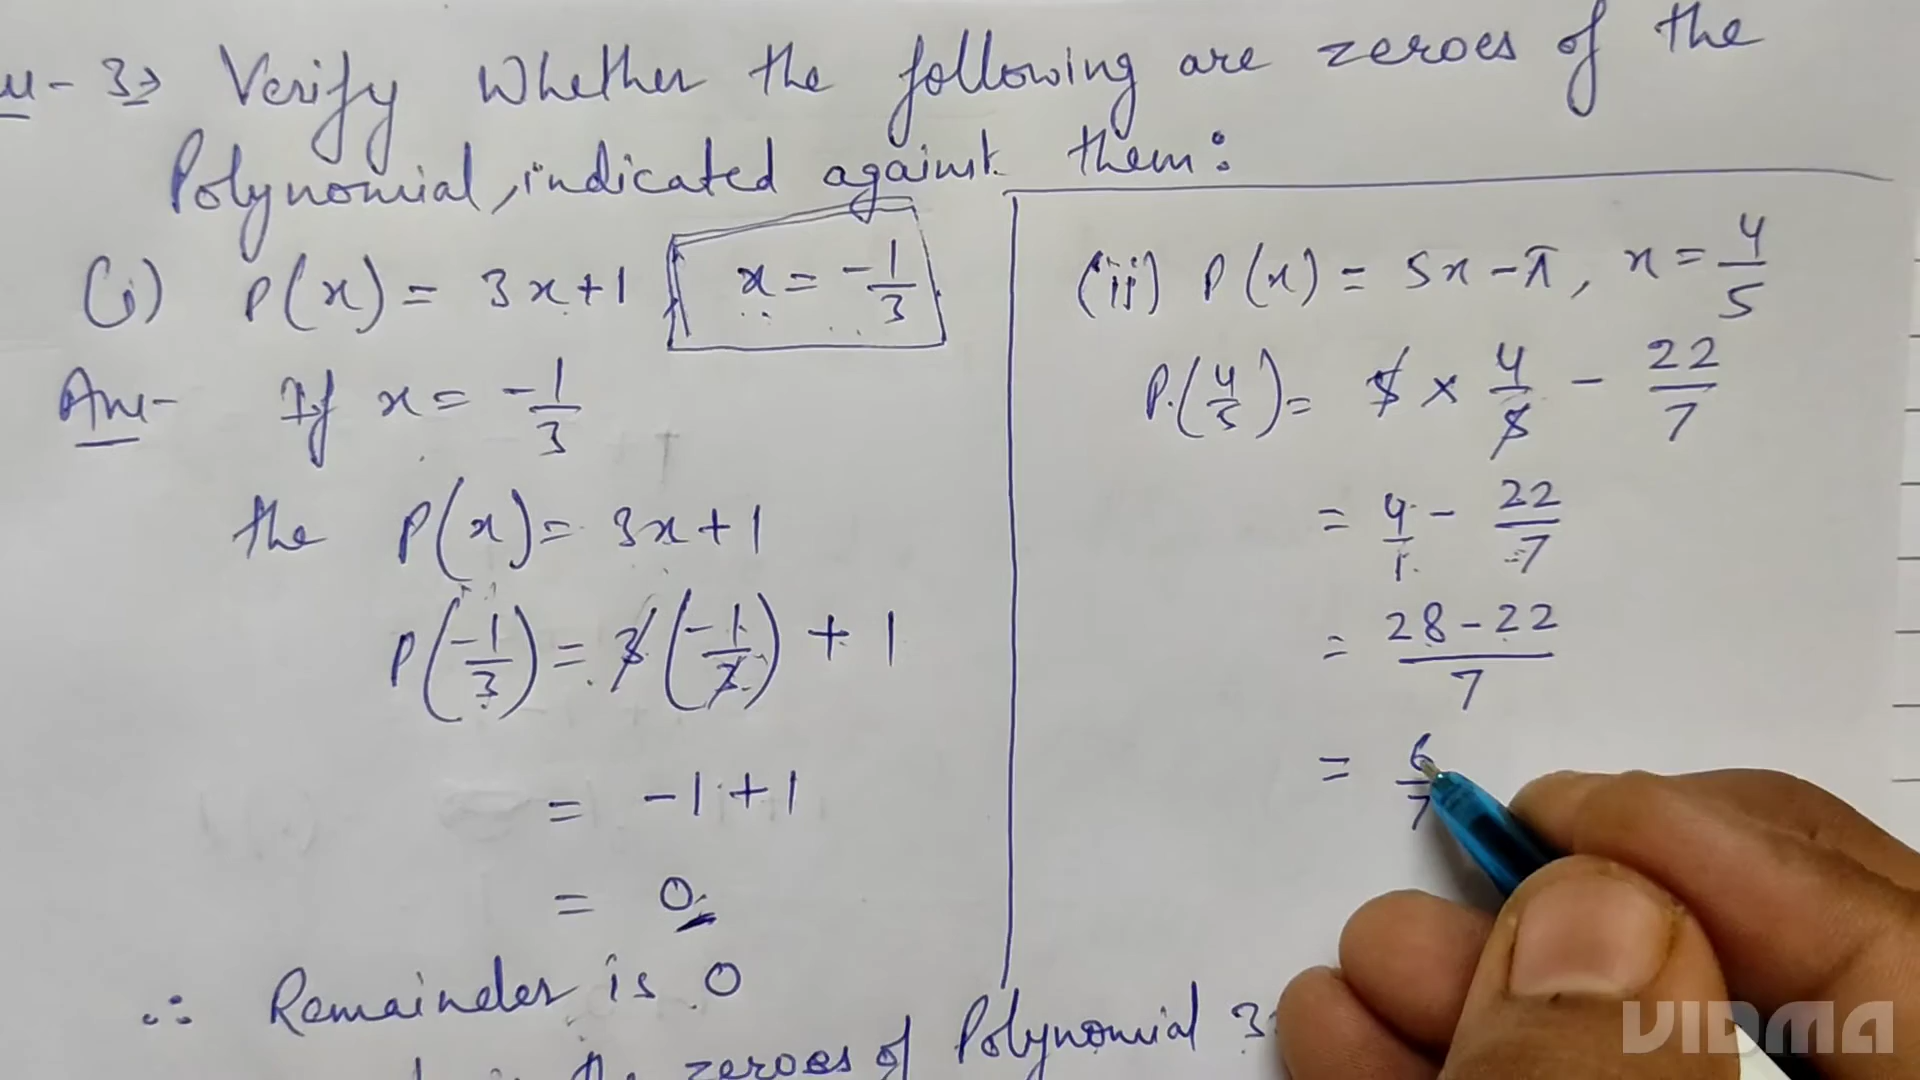 - 3 Verify Whether the following are zeroes of the
Polynomial, indicated against them:
(i) P(x) = 3x+1 x = -1/3
Ans- If x = -1/3
the P(x) = 3x+1
P(-1/3) = 3(-1/3) + 1
= -1+1
= 0
∴ Remainder is 0
the zeroes of Polynomial 3
(ii) P(x) = 5x-π, x = 4/5
P(4/5) = 5 × 4/5 - 22/7
= 4/1 - 22/7
= 28-22/7
= 6/7
VIDMA